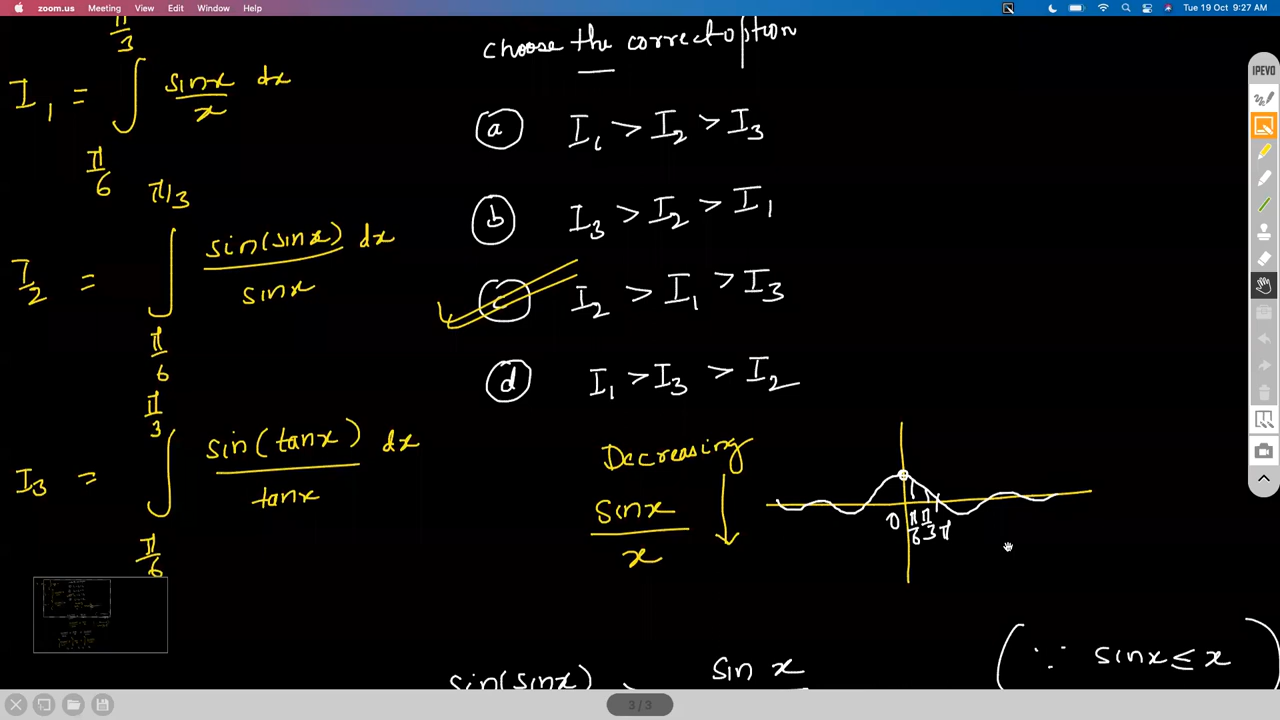 zoom.us Meeting View Edit Window Help Tue 19 Oct 9:27 AM
choose the correct option
π/3
I₁ = ∫ sinx/x dx
π/6
(a) I₁ > I₂ > I₃
(b) I₃ > I₂ > I₁
π/3
I₂ = ∫ sin(sinx)/sinx dx
π/6
(c) I₂ > I₁ > I₃
(d) I₁ > I₃ > I₂
π/3
I₃ = ∫ sin(tanx)/tanx dx
π/6
Decreasing
sinx/x
0 π/6 π/3 π
sin(sinx) sin x
(∵ sinx ≤ x)
3 / 3
IPEVO